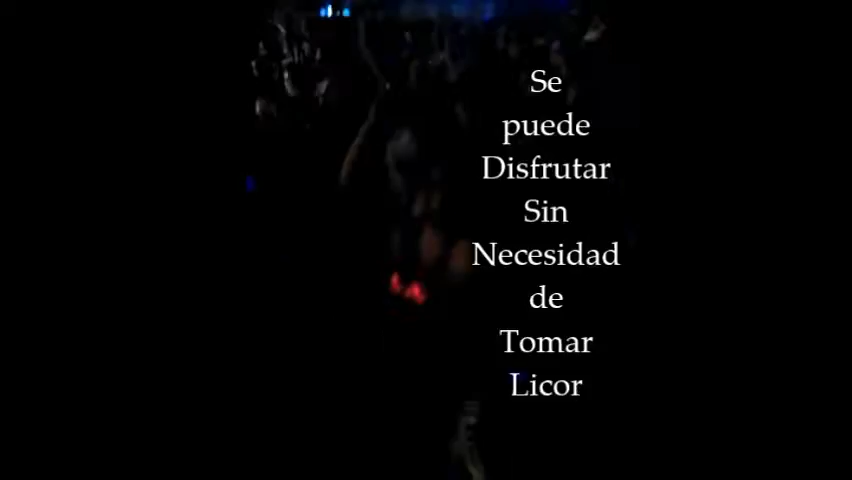 Se
puede
Disfrutar
Sin
Necesidad
de
Tomar
Licor